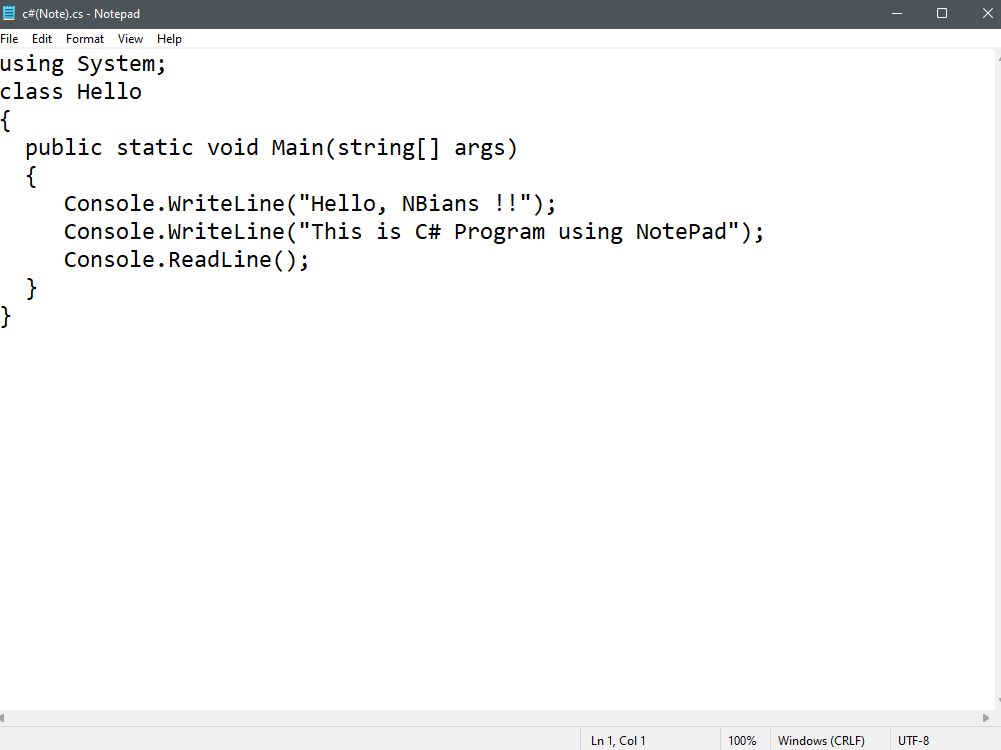 c#(Note).cs - Notepad
File Edit Format View Help
using System;
class Hello
{
  public static void Main(string[] args)
  {
     Console.WriteLine("Hello, NBians !!");
     Console.WriteLine("This is C# Program using NotePad");
     Console.ReadLine();
  }
}
Ln 1, Col 1 100% Windows (CRLF) UTF-8